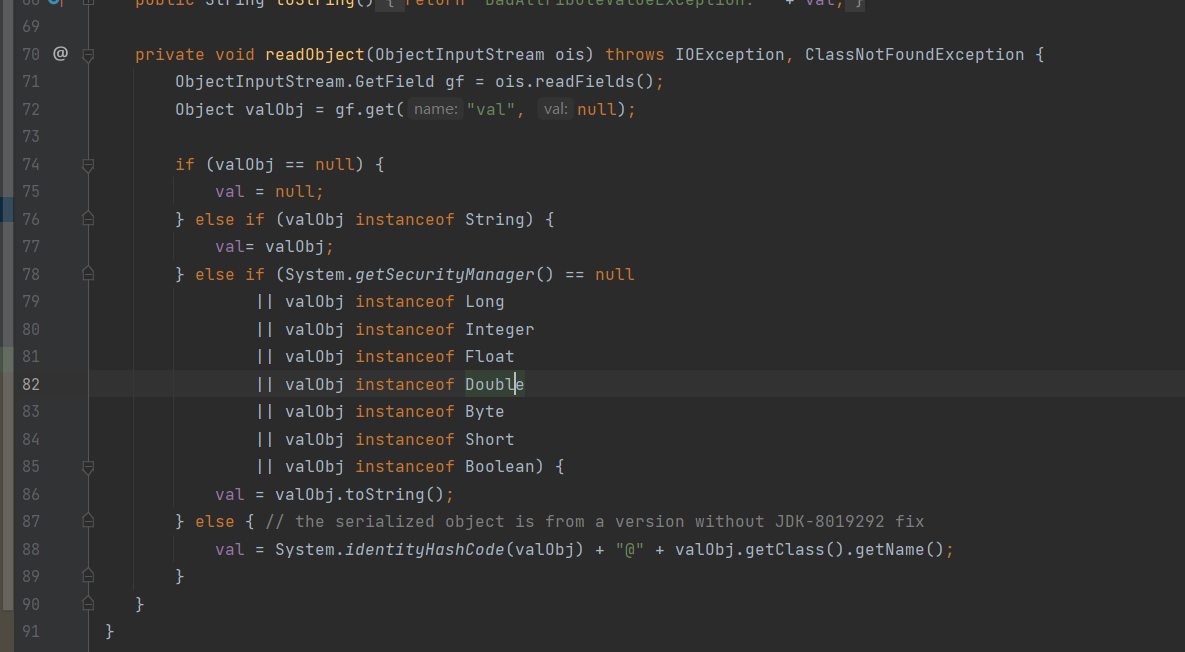 68 public String toString() { return "BadAttributeValueException: " + val; }
69
70 @ private void readObject(ObjectInputStream ois) throws IOException, ClassNotFoundException {
71 ObjectInputStream.GetField gf = ois.readFields();
72 Object valObj = gf.get( name: "val", val: null);
73
74 if (valObj == null) {
75 val = null;
76 } else if (valObj instanceof String) {
77 val= valObj;
78 } else if (System.getSecurityManager() == null
79 || valObj instanceof Long
80 || valObj instanceof Integer
81 || valObj instanceof Float
82 || valObj instanceof Double
83 || valObj instanceof Byte
84 || valObj instanceof Short
85 || valObj instanceof Boolean) {
86 val = valObj.toString();
87 } else { // the serialized object is from a version without JDK-8019292 fix
88 val = System.identityHashCode(valObj) + "@" + valObj.getClass().getName();
89 }
90 }
91 }